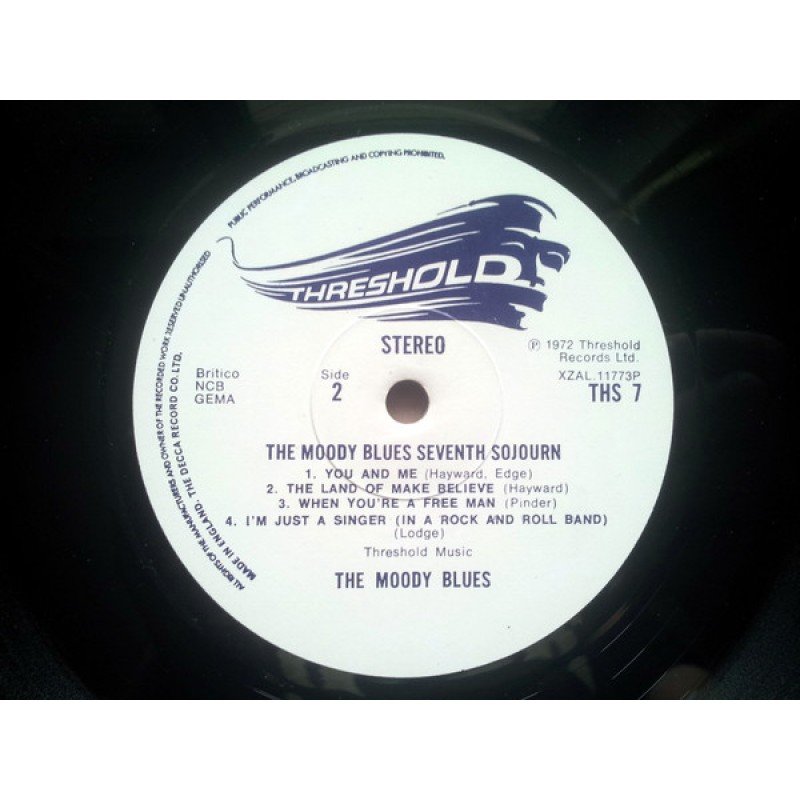 PUBLIC PERFORMANCE, BROADCASTING AND COPYING PROHIBITED.
ALL RIGHTS OF THE MANUFACTURERS AND OWNER OF THE RECORDED WORK RESERVED UNAUTHORISED
MADE IN ENGLAND. THE DECCA RECORD CO. LTD.
THRESHOLD
STEREO
℗ 1972 Threshold
Records Ltd.
Britico
NCB
GEMA
Side
2
XZAL.11773P
THS 7
THE MOODY BLUES SEVENTH SOJOURN
1. YOU AND ME (Hayward, Edge)
2. THE LAND OF MAKE BELIEVE (Hayward)
3. WHEN YOU'RE A FREE MAN (Pinder)
4. I'M JUST A SINGER (IN A ROCK AND ROLL BAND)
(Lodge)
Threshold Music
THE MOODY BLUES